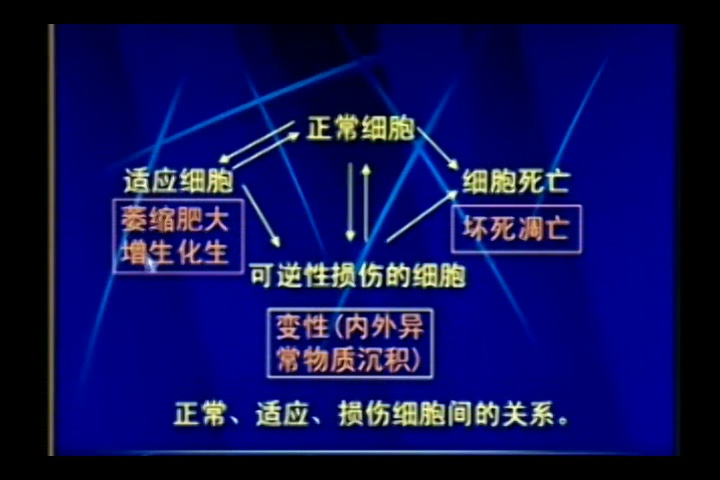 正常细胞
适应细胞
细胞死亡
萎缩肥大
增生化生
坏死凋亡
可逆性损伤的细胞
变性(内外异
常物质沉积)
正常、适应、损伤细胞间的关系。